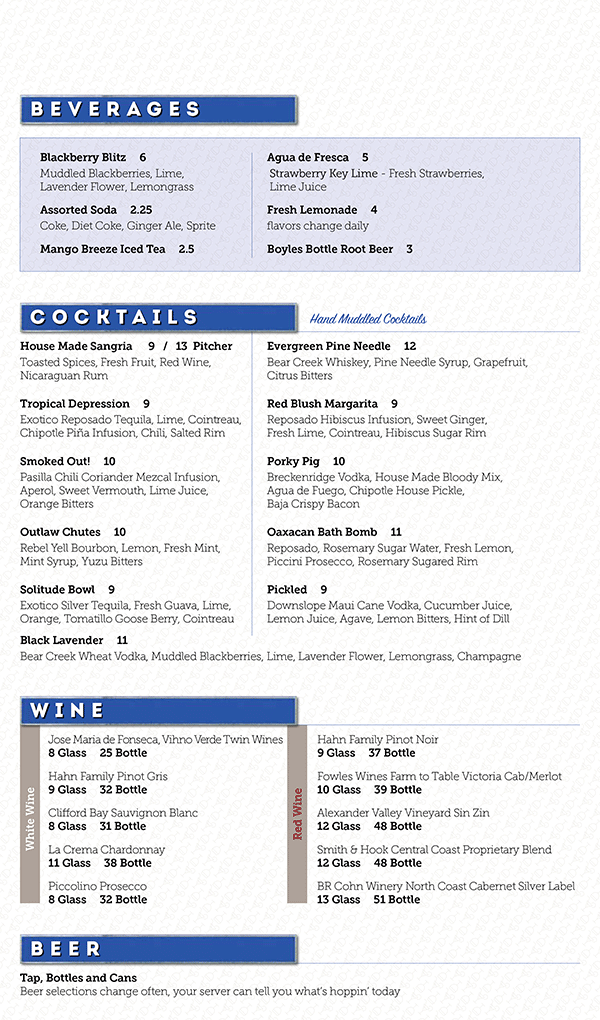 BEVERAGES
Blackberry Blitz 6
Muddled Blackberries, Lime,
Lavender Flower, Lemongrass
Assorted Soda 2.25
Coke, Diet Coke, Ginger Ale, Sprite
Mango Breeze Iced Tea 2.5
Agua de Fresca 5
Strawberry Key Lime - Fresh Strawberries,
Lime Juice
Fresh Lemonade 4
flavors change daily
Boyles Bottle Root Beer 3
COCKTAILS
Hand Muddled Cocktails
House Made Sangria 9 / 13 Pitcher
Toasted Spices, Fresh Fruit, Red Wine,
Nicaraguan Rum
Tropical Depression 9
Exotico Reposado Tequila, Lime, Cointreau,
Chipotle Piña Infusion, Chili, Salted Rim
Smoked Out! 10
Pasilla Chili Coriander Mezcal Infusion,
Aperol, Sweet Vermouth, Lime Juice,
Orange Bitters
Outlaw Chutes 10
Rebel Yell Bourbon, Lemon, Fresh Mint,
Mint Syrup, Yuzu Bitters
Solitude Bowl 9
Exotico Silver Tequila, Fresh Guava, Lime,
Orange, Tomatillo Goose Berry, Cointreau
Evergreen Pine Needle 12
Bear Creek Whiskey, Pine Needle Syrup, Grapefruit,
Citrus Bitters
Red Blush Margarita 9
Reposado Hibiscus Infusion, Sweet Ginger,
Fresh Lime, Cointreau, Hibiscus Sugar Rim
Porky Pig 10
Breckenridge Vodka, House Made Bloody Mix,
Agua de Fuego, Chipotle House Pickle,
Baja Crispy Bacon
Oaxacan Bath Bomb 11
Reposado, Rosemary Sugar Water, Fresh Lemon,
Piccini Prosecco, Rosemary Sugared Rim
Pickled 9
Downslope Maui Cane Vodka, Cucumber Juice,
Lemon Juice, Agave, Lemon Bitters, Hint of Dill
Black Lavender 11
Bear Creek Wheat Vodka, Muddled Blackberries, Lime, Lavender Flower, Lemongrass, Champagne
WINE
White Wine
Jose Maria de Fonseca, Vihno Verde Twin Wines
8 Glass 25 Bottle
Hahn Family Pinot Gris
9 Glass 32 Bottle
Clifford Bay Sauvignon Blanc
8 Glass 31 Bottle
La Crema Chardonnay
11 Glass 38 Bottle
Piccolino Prosecco
8 Glass 32 Bottle
Red Wine
Hahn Family Pinot Noir
9 Glass 37 Bottle
Fowles Wines Farm to Table Victoria Cab/Merlot
10 Glass 39 Bottle
Alexander Valley Vineyard Sin Zin
12 Glass 48 Bottle
Smith & Hook Central Coast Proprietary Blend
12 Glass 48 Bottle
BR Cohn Winery North Coast Cabernet Silver Label
13 Glass 51 Bottle
BEER
Tap, Bottles and Cans
Beer selections change often, your server can tell you what's hoppin' today